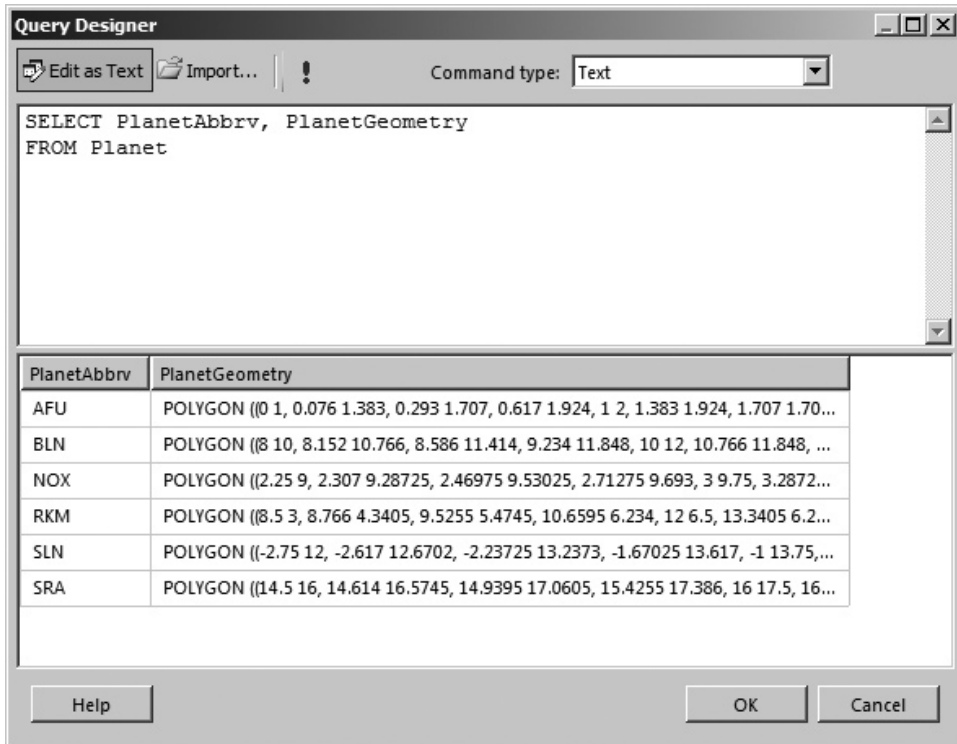 Query Designer
Edit as Text Import... ! Command type: Text
SELECT PlanetAbbrv, PlanetGeometry
FROM Planet
PlanetAbbrv PlanetGeometry
AFU POLYGON ((0 1, 0.076 1.383, 0.293 1.707, 0.617 1.924, 1 2, 1.383 1.924, 1.707 1.70...
BLN POLYGON ((8 10, 8.152 10.766, 8.586 11.414, 9.234 11.848, 10 12, 10.766 11.848, ...
NOX POLYGON ((2.25 9, 2.307 9.28725, 2.46975 9.53025, 2.71275 9.693, 3 9.75, 3.2872...
RKM POLYGON ((8.5 3, 8.766 4.3405, 9.5255 5.4745, 10.6595 6.234, 12 6.5, 13.3405 6.2...
SLN POLYGON ((-2.75 12, -2.617 12.6702, -2.23725 13.2373, -1.67025 13.617, -1 13.75,...
SRA POLYGON ((14.5 16, 14.614 16.5745, 14.9395 17.0605, 15.4255 17.386, 16 17.5, 16...
Help OK Cancel